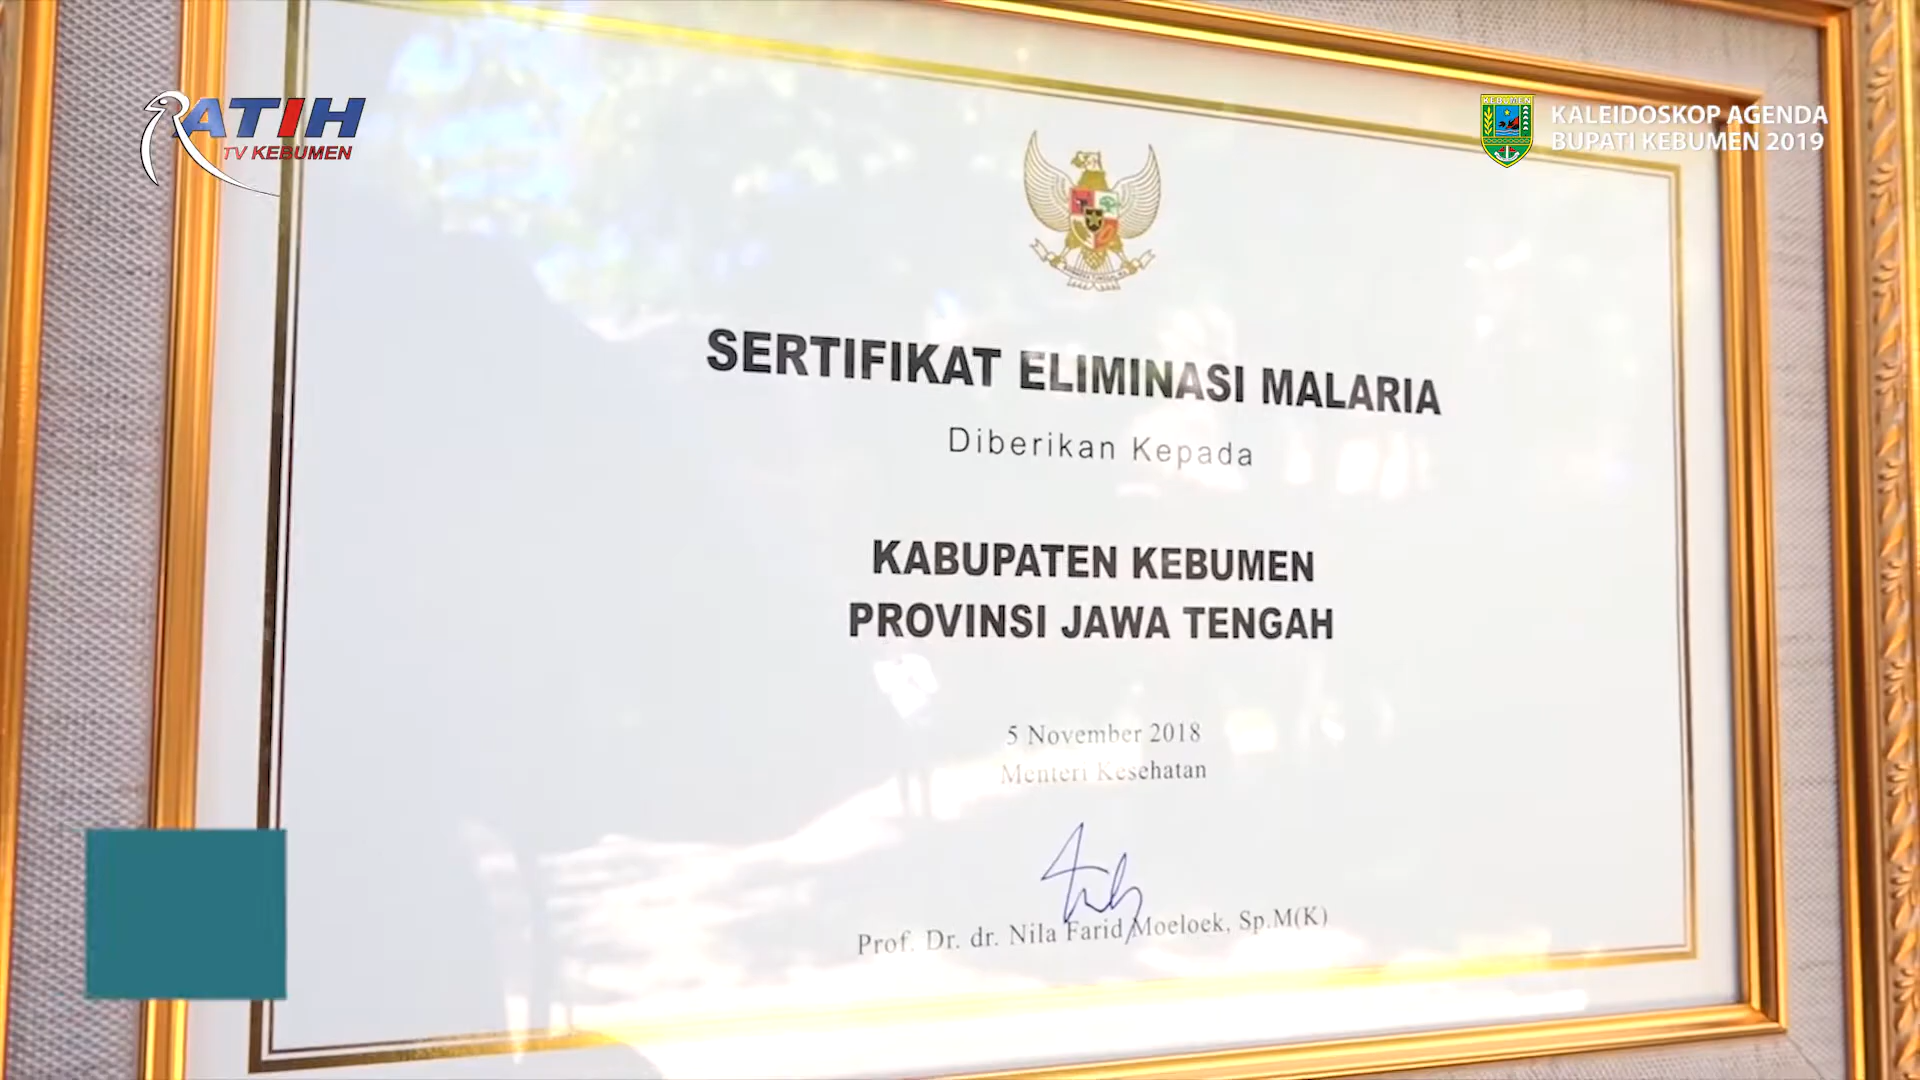 RATIH
TV KEBUMEN
KEBUMEN
KALEIDOSKOP AGENDA
BUPATI KEBUMEN 2019
SERTIFIKAT ELIMINASI MALARIA
Diberikan Kepada
KABUPATEN KEBUMEN
PROVINSI JAWA TENGAH
5 November 2018
Menteri Kesehatan
Prof. Dr. dr. Nila Farid Moeloek, Sp.M(K)